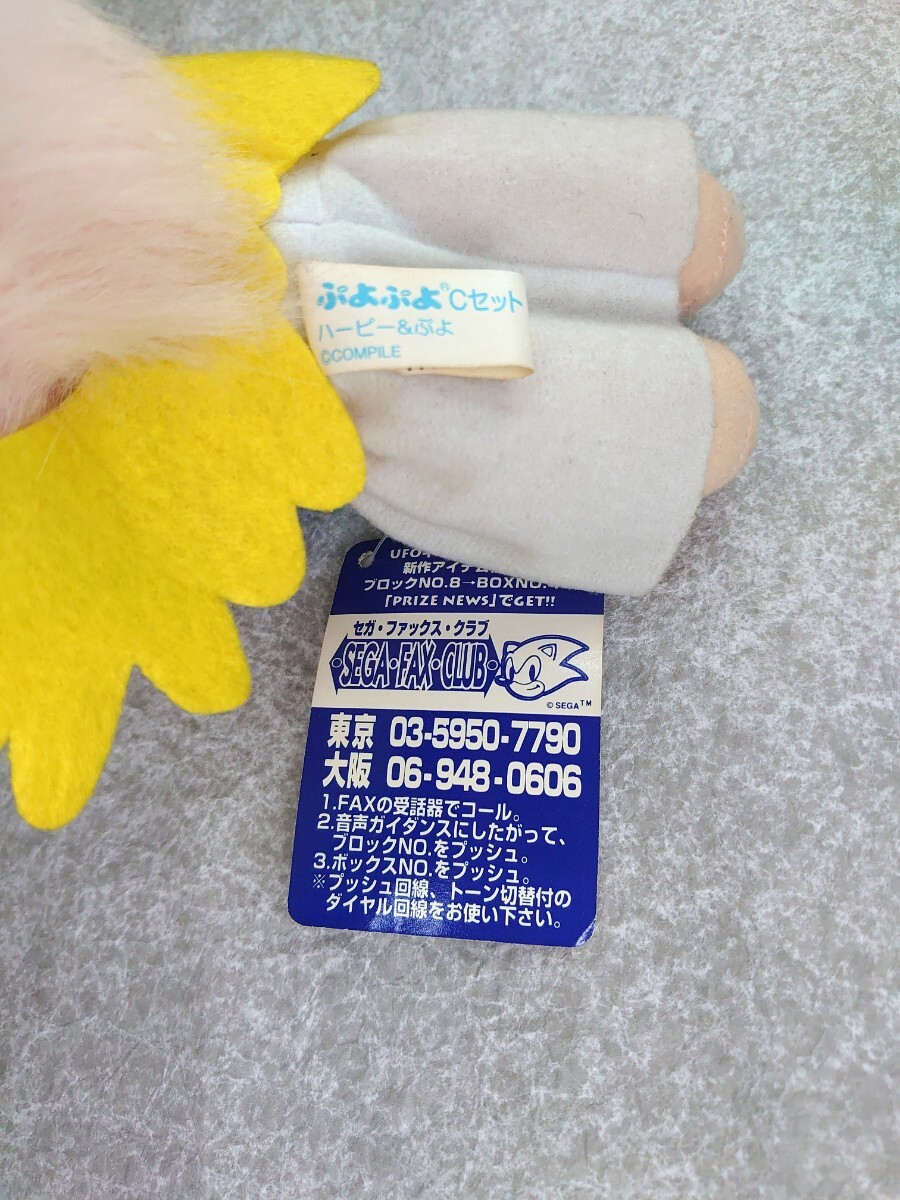 ぷよぷよ®Cセット
ハーピー&ぷよ
©COMPILE
新作アイテム
ブロックNO.8→BOXNO.
「PRIZE NEWS」でGET!!
セガ・ファックス・クラブ
SEGA・FAX・CLUB
©SEGA™
東京 03-5950-7790
大阪 06-948-0606
1.FAXの受話器でコール。
2.音声ガイダンスにしたがって、
ブロックNO.をプッシュ。
3.ボックスNO.をプッシュ。
※プッシュ回線、トーン切替付の
ダイヤル回線をお使い下さい。